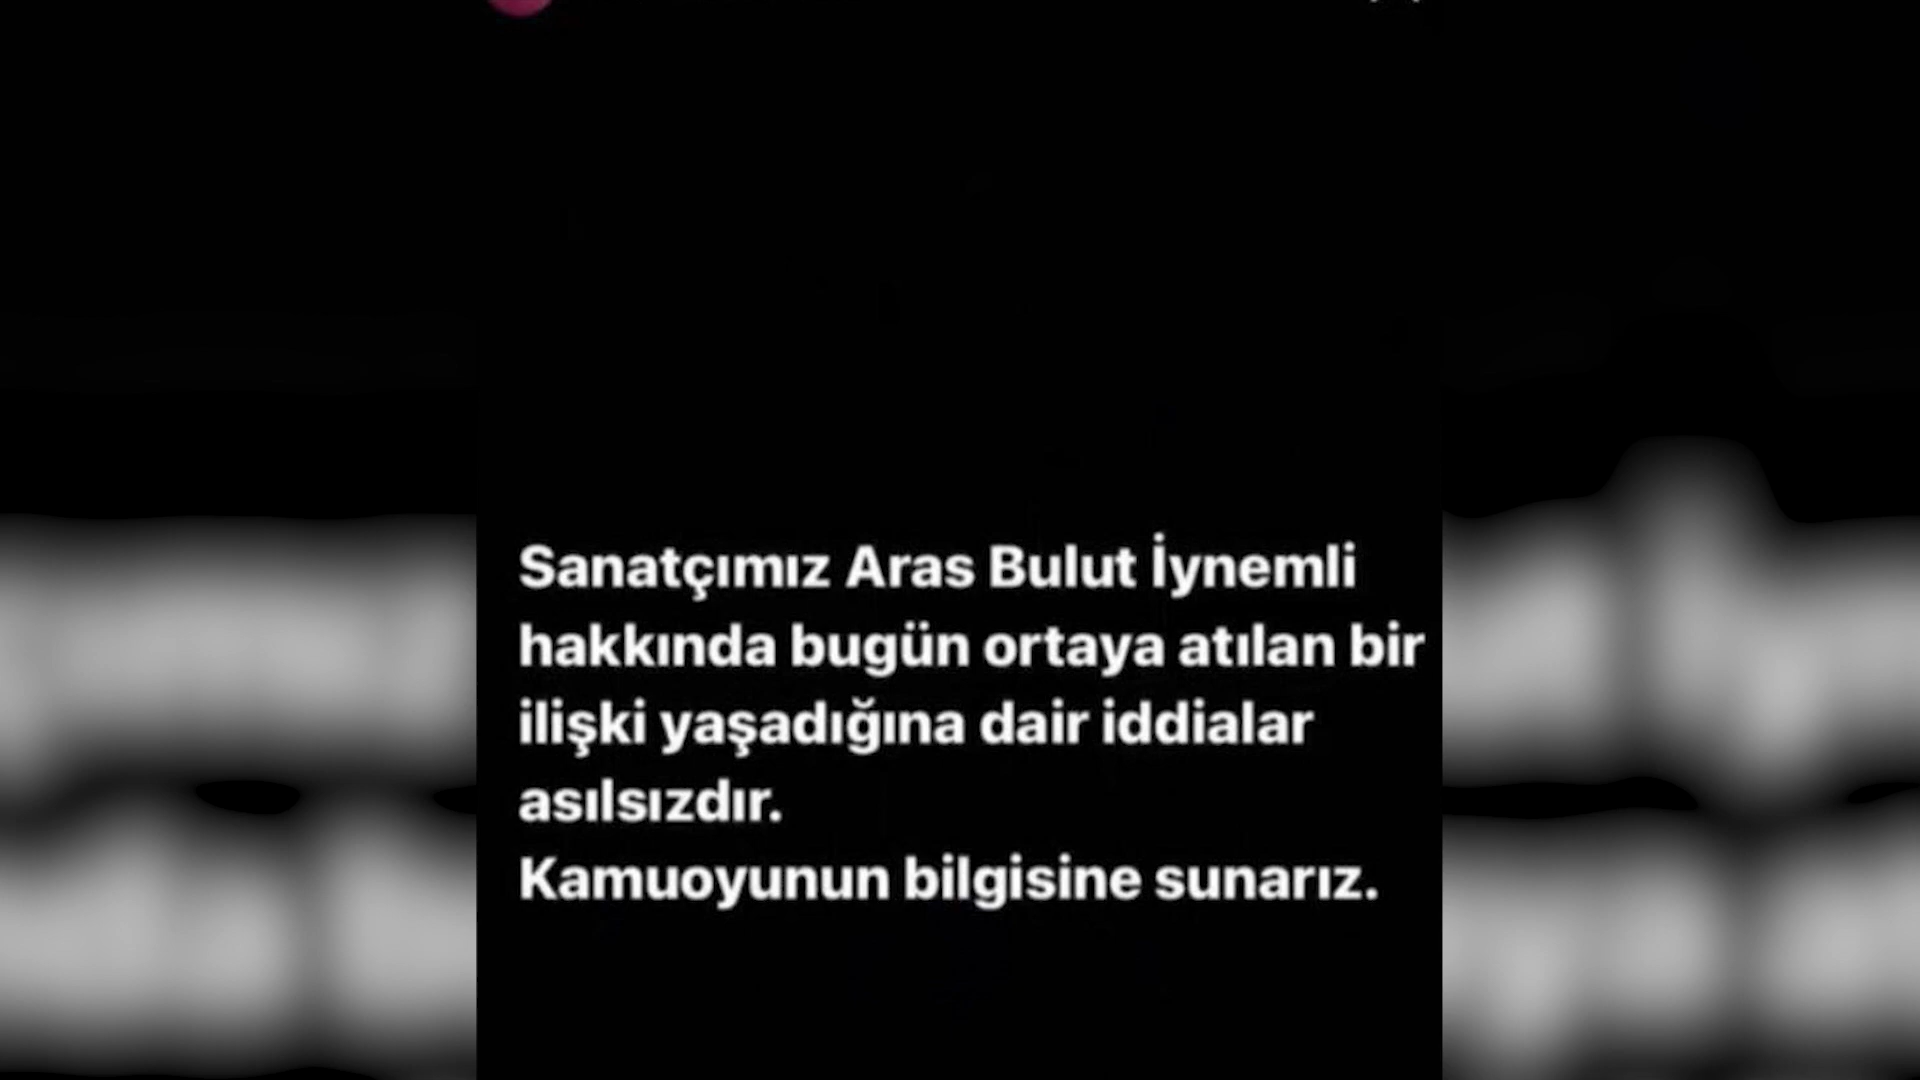 Sanatçımız Aras Bulut İynemli
hakkında bugün ortaya atılan bir
ilişki yaşadığına dair iddialar
asılsızdır.
Kamuoyunun bilgisine sunarız.